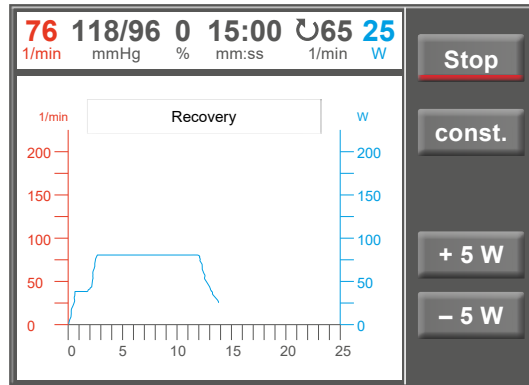 76 118/96 0 15:00 ↻65 25
1/min mmHg % mm:ss 1/min W
Stop
1/min Recovery W
const.
200 200
150 150
100 100
+ 5 W
50 50
– 5 W
0 0
0 5 10 15 20 25